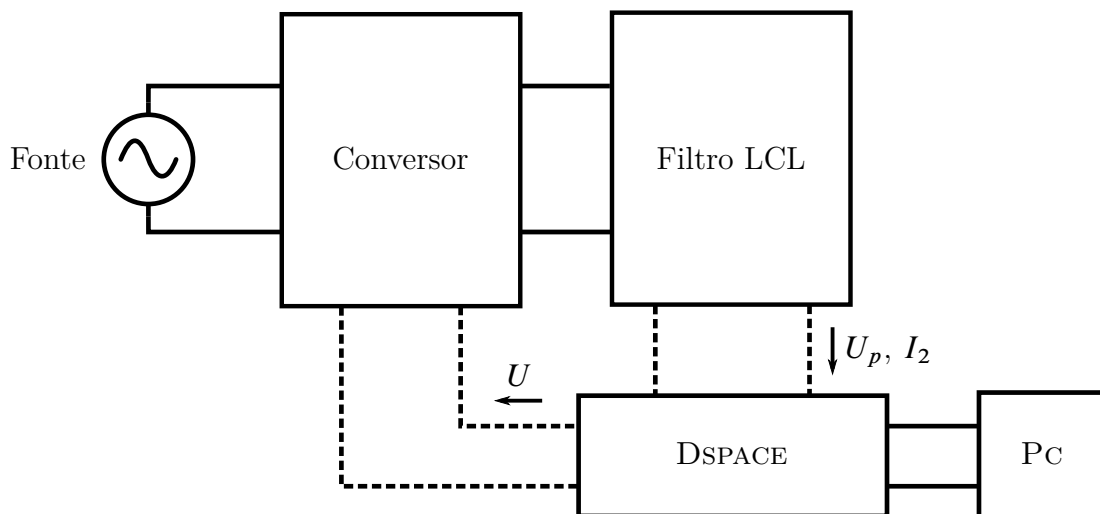 Fonte
Conversor
Filtro LCL
U_p, I_2
U
DSPACE
PC